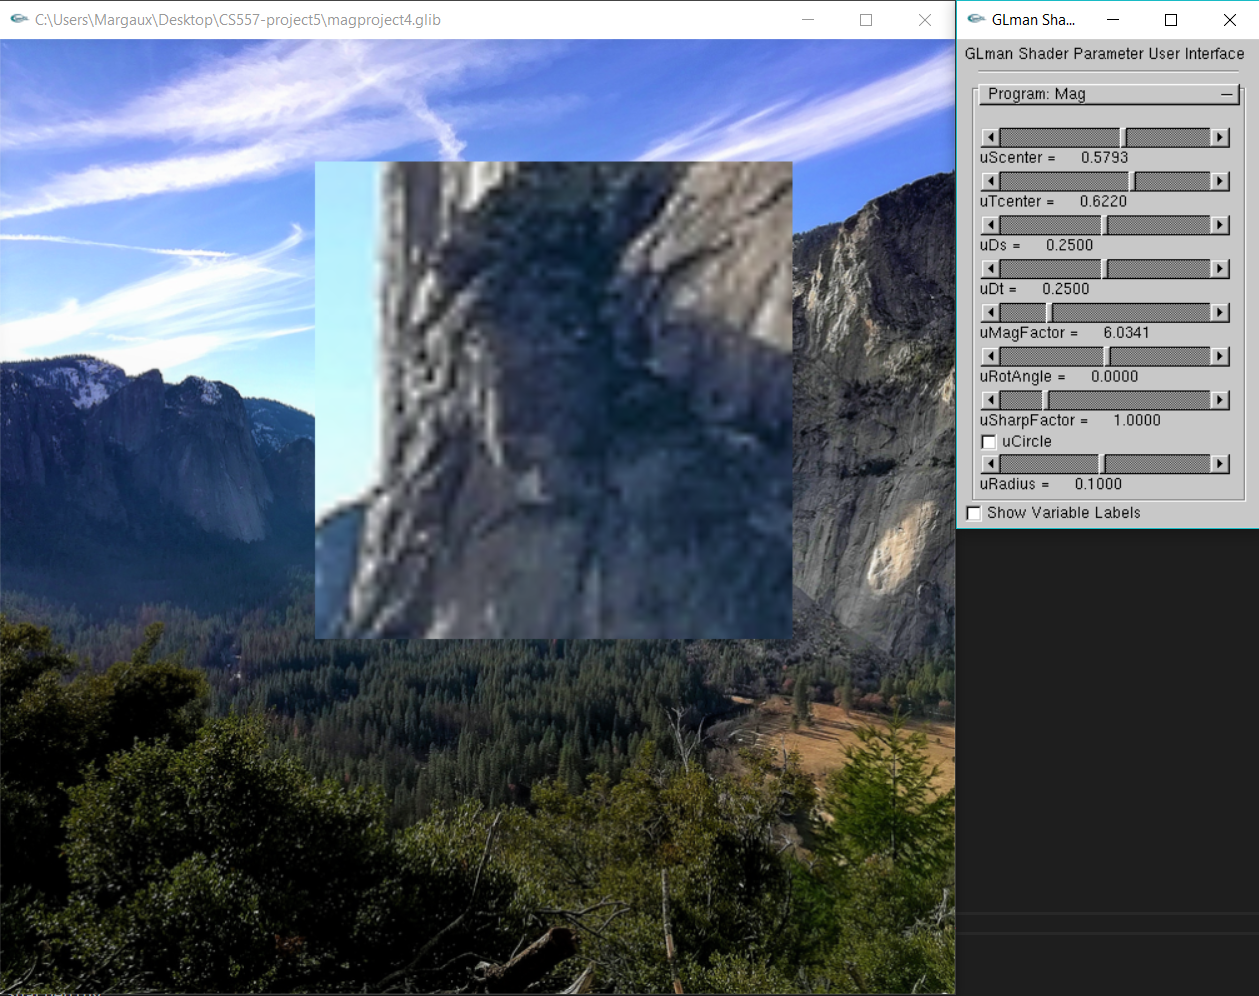 C:\Users\Margaux\Desktop\CS557-project5\magproject4.glib
GLman Sha...
GLman Shader Parameter User Interface
Program: Mag
uScenter = 0.5793
uTcenter = 0.6220
uDs = 0.2500
uDt = 0.2500
uMagFactor = 6.0341
uRotAngle = 0.0000
uSharpFactor = 1.0000
uCircle
uRadius = 0.1000
Show Variable Labels